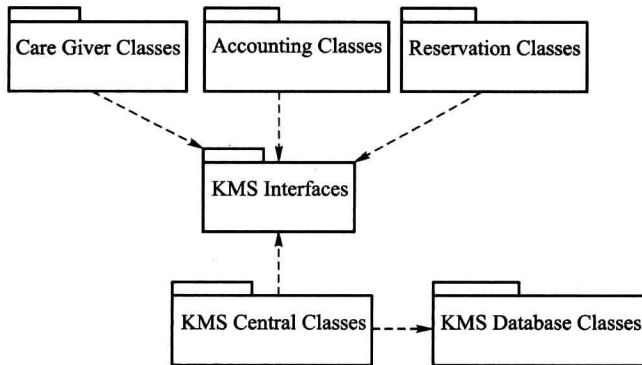 Care Giver Classes
Accounting Classes
Reservation Classes
KMS Interfaces
KMS Central Classes
KMS Database Classes